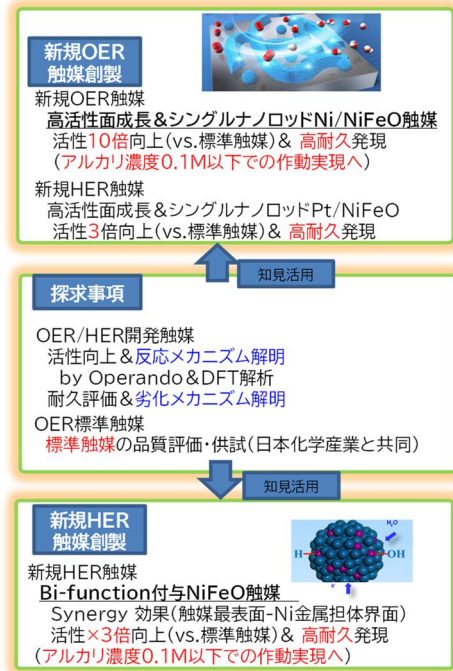 新規OER
触媒創製
新規OER触媒
高活性面成長&シングルナノロッドNi/NiFeO触媒
活性10倍向上(vs.標準触媒)& 高耐久発現
(アルカリ濃度0.1M以下での作動実現へ)
新規HER触媒
高活性面成長&シングルナノロッドPt/NiFeO
活性3倍向上(vs.標準触媒)& 高耐久発現
知見活用
探求事項
OER/HER開発触媒
活性向上&反応メカニズム解明
by Operando&DFT解析
耐久評価&劣化メカニズム解明
OER標準触媒
標準触媒の品質評価・供試(日本化学産業と共同)
知見活用
新規HER
触媒創製
H₂O
H
OH
e⁻
新規HER触媒
Bi-function付与NiFeO触媒
Synergy 効果(触媒最表面-Ni金属担体界面)
活性×3倍向上(vs.標準触媒)& 高耐久発現
(アルカリ濃度0.1M以下での作動実現へ)